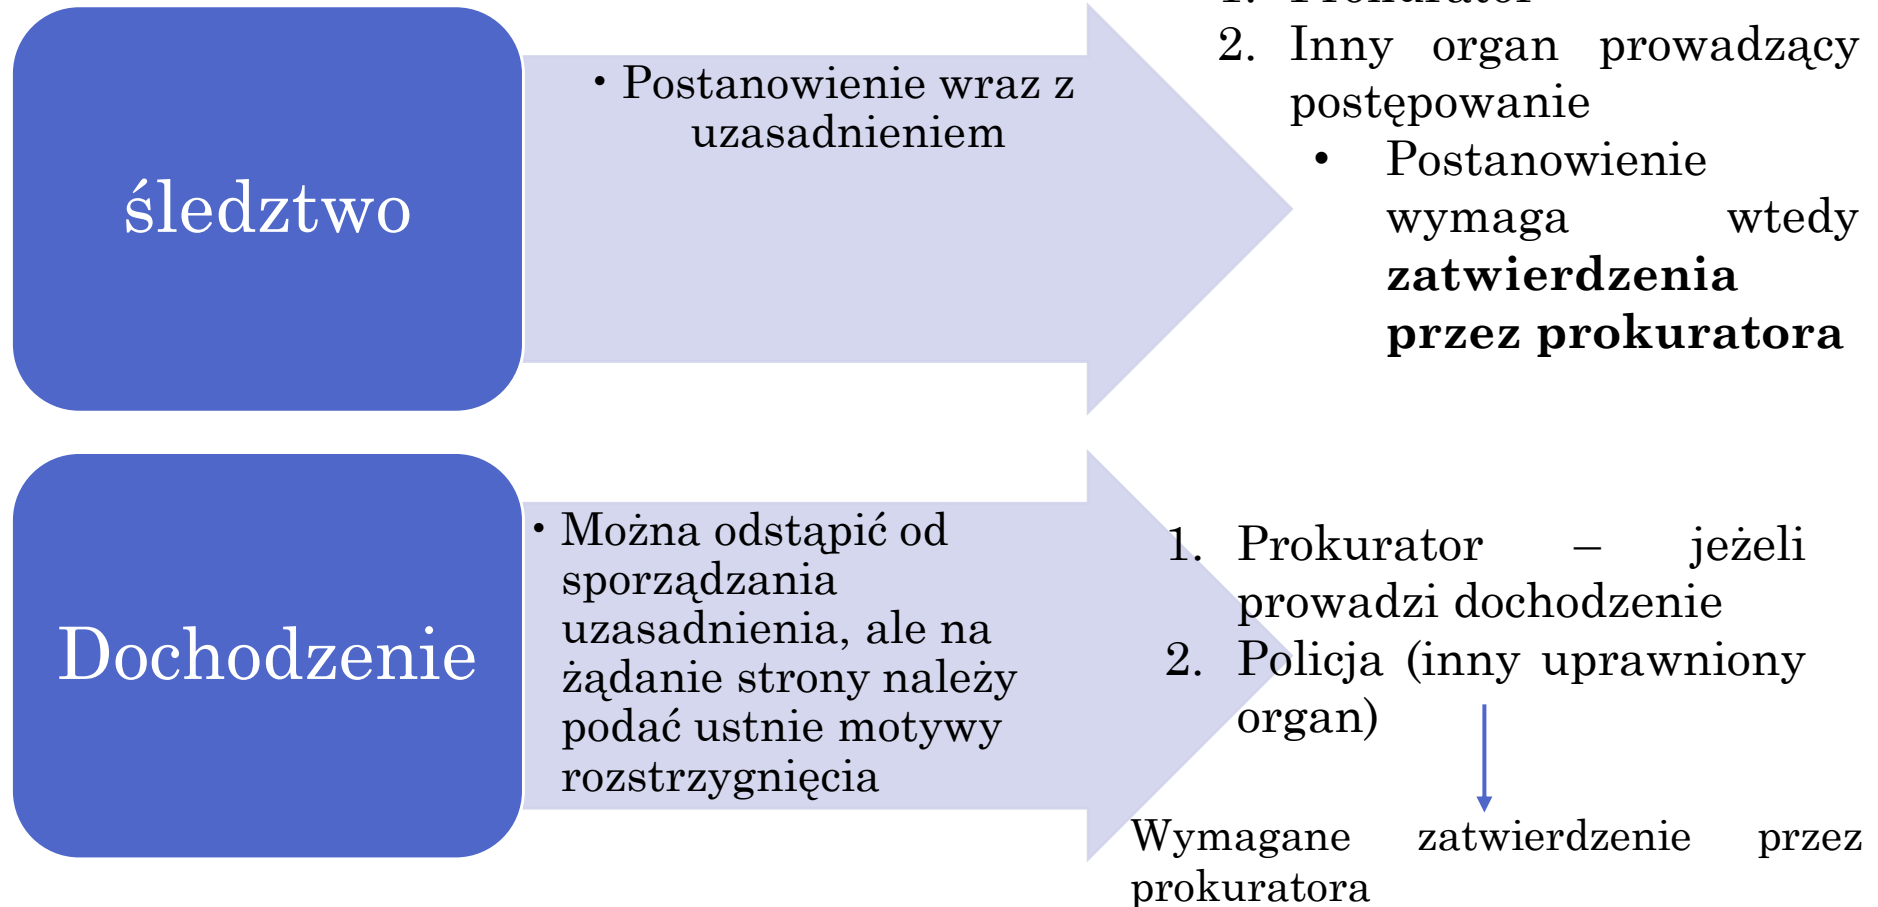 śledztwo
• Postanowienie wraz z
uzasadnieniem
1. Prokurator
2. Inny organ prowadzący
postępowanie
• Postanowienie
wymaga wtedy
zatwierdzenia
przez prokuratora
Dochodzenie
• Można odstąpić od
sporządzania
uzasadnienia, ale na
żądanie strony należy
podać ustnie motywy
rozstrzygnięcia
1. Prokurator – jeżeli
prowadzi dochodzenie
2. Policja (inny uprawniony
organ)
Wymagane zatwierdzenie przez
prokuratora